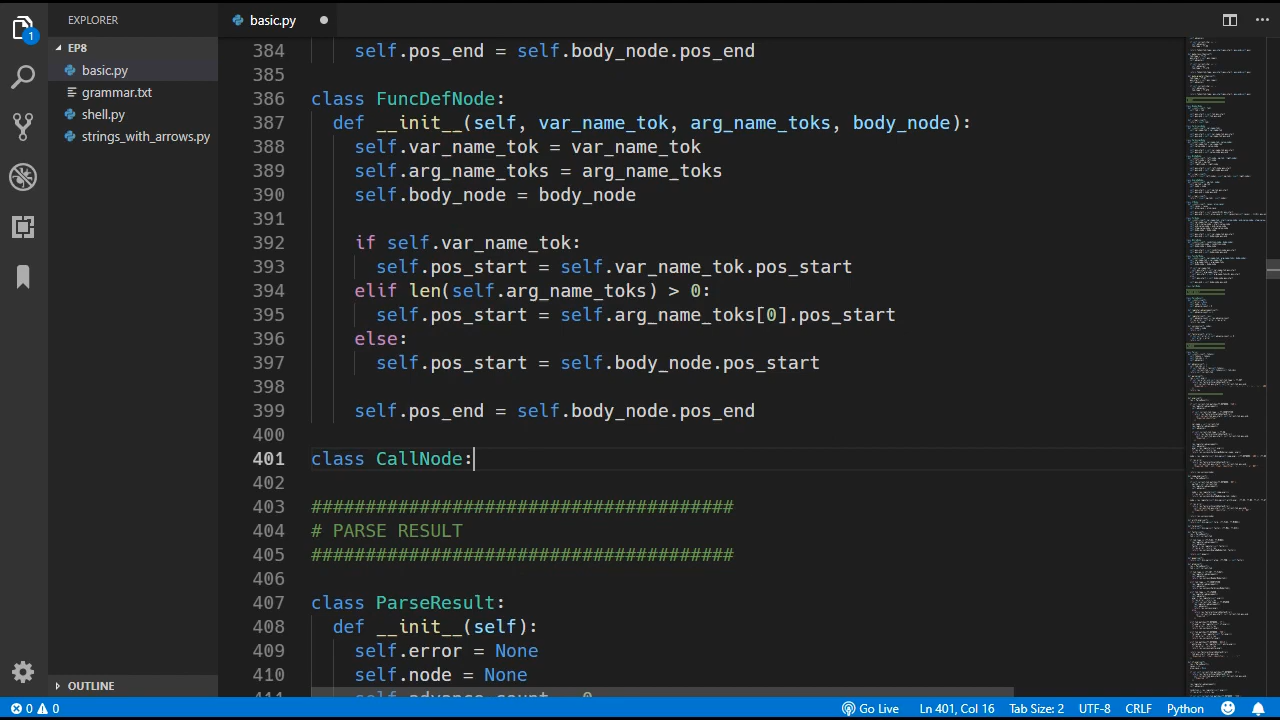 EXPLORER
basic.py
EP8
basic.py
grammar.txt
shell.py
strings_with_arrows.py
OUTLINE
1
384 self.pos_end = self.body_node.pos_end
385
386 class FuncDefNode:
387 def __init__(self, var_name_tok, arg_name_toks, body_node):
388 self.var_name_tok = var_name_tok
389 self.arg_name_toks = arg_name_toks
390 self.body_node = body_node
391
392 if self.var_name_tok:
393 self.pos_start = self.var_name_tok.pos_start
394 elif len(self.arg_name_toks) > 0:
395 self.pos_start = self.arg_name_toks[0].pos_start
396 else:
397 self.pos_start = self.body_node.pos_start
398
399 self.pos_end = self.body_node.pos_end
400
401 class CallNode:
402
403 #######################################
404 # PARSE RESULT
405 #######################################
406
407 class ParseResult:
408 def __init__(self):
409 self.error = None
410 self.node = None
411 self.advance_count = 0
0 0 Go Live Ln 401, Col 16 Tab Size: 2 UTF-8 CRLF Python